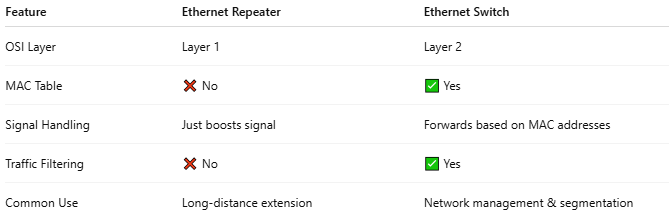 Feature Ethernet Repeater Ethernet Switch
OSI Layer Layer 1 Layer 2
MAC Table ❌ No ✅ Yes
Signal Handling Just boosts signal Forwards based on MAC addresses
Traffic Filtering ❌ No ✅ Yes
Common Use Long-distance extension Network management & segmentation